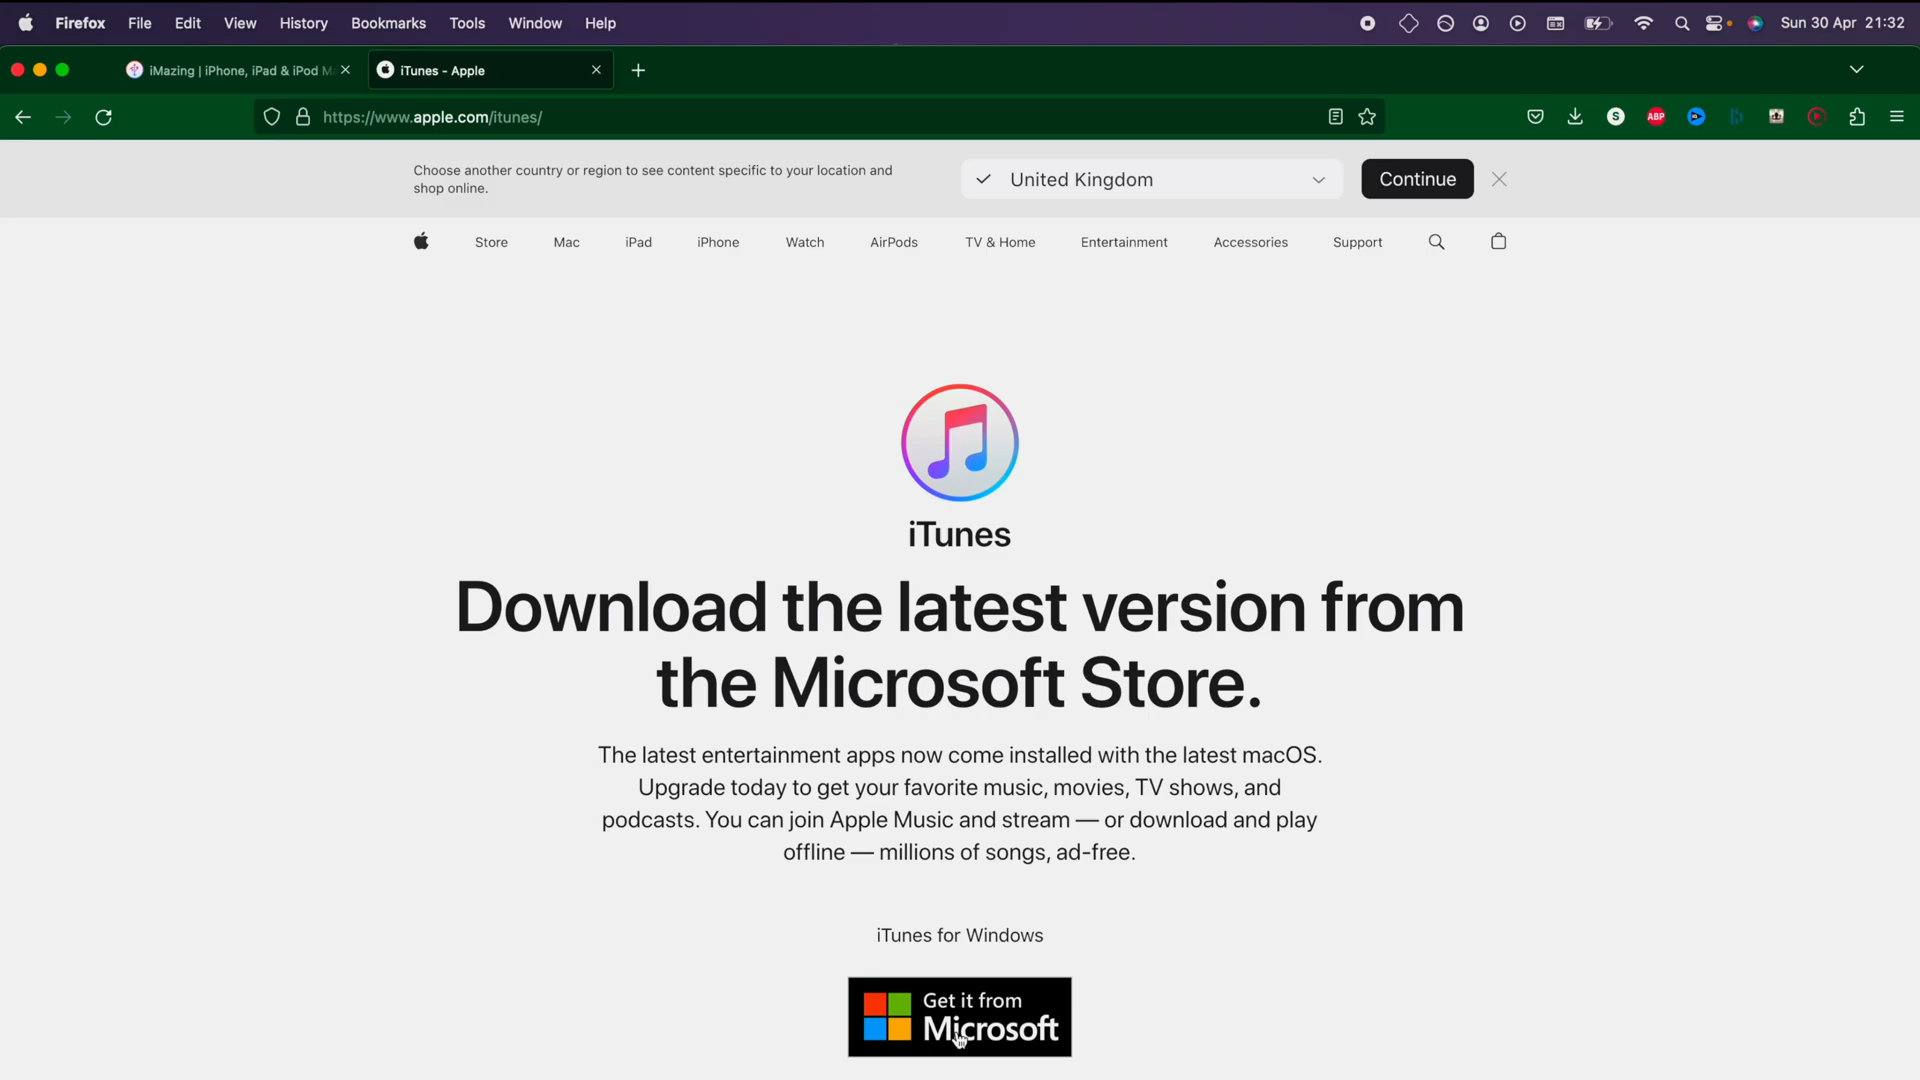 Firefox File Edit View History Bookmarks Tools Window Help Sun 30 Apr 21:32
iMazing | iPhone, iPad & iPod M
iTunes - Apple
https://www.apple.com/itunes/
ABP
S
Choose another country or region to see content specific to your location and
shop online.
United Kingdom
Continue
Store Mac iPad iPhone Watch AirPods TV & Home Entertainment Accessories Support
iTunes
Download the latest version from
the Microsoft Store.
The latest entertainment apps now come installed with the latest macOS.
Upgrade today to get your favorite music, movies, TV shows, and
podcasts. You can join Apple Music and stream — or download and play
offline — millions of songs, ad-free.
iTunes for Windows
Get it from
Microsoft